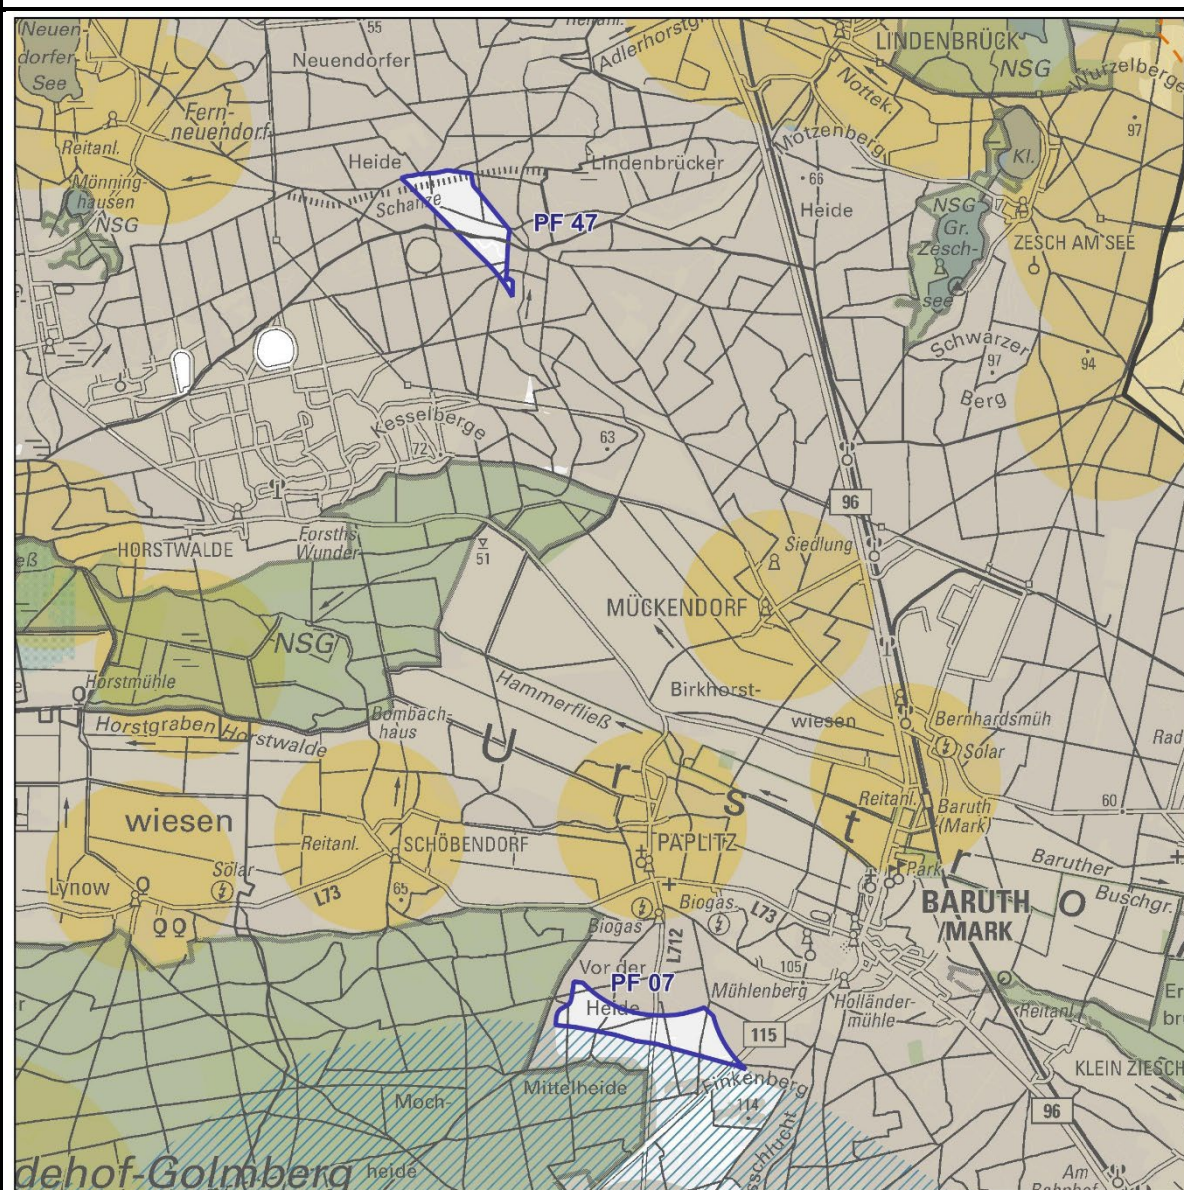 Neuen-
dorfer
See
55
Neuendorfer
Adlerhorstgr.
LINDENBRÜCK
NSG
Wurzelberge
Nottek.
Fern-
neuendorf
Reitanl.
97
Heide
Lindenbrücker
Motzenberg
Kl.
66
Mönning-
hausen
NSG
Schanze
PF 47
Heide
NSG
Gr.
Zesch-
see
ZESCH AM SEE
Schwarzer
97
Berg
94
Kesselberge
72
63
96
HORSTWALDE
Forsths
Wunder
51
Siedlung
MÜCKENDORF
NSG
Horstmühle
Hammerfließ
Birkhorst-
wiesen
Horstgraben
Horstwalde
Bombach-
haus
Bernhardsmüh
Solar
Rad
U
r
s
t
r
o
wiesen
Reitanl.
SCHÖBENDORF
PAPLITZ
Reitanl.
Baruth
(Mark)
60
Lynow
Solar
L73
65
Park
Baruther
Buschgr.
BARUTH
/MARK
Biogas
Biogas
L73
L712
Vor der
Heide
PF 07
105
Mühlenberg
Holländer-
mühle
Reitanl.
115
KLEIN ZIESCH
Mittelheide
Finkenberg
114
Moch-
heide
96
dehof-Golmberg
Am
Bahnhof